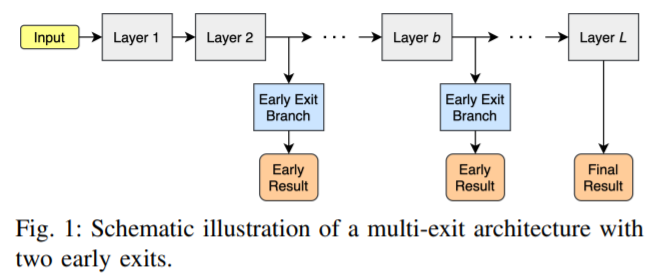 Input
Layer 1
Layer 2
· · ·
Layer b
· · ·
Layer L
Early Exit
Branch
Early Exit
Branch
Early
Result
Early
Result
Final
Result
Fig. 1: Schematic illustration of a multi-exit architecture with
two early exits.